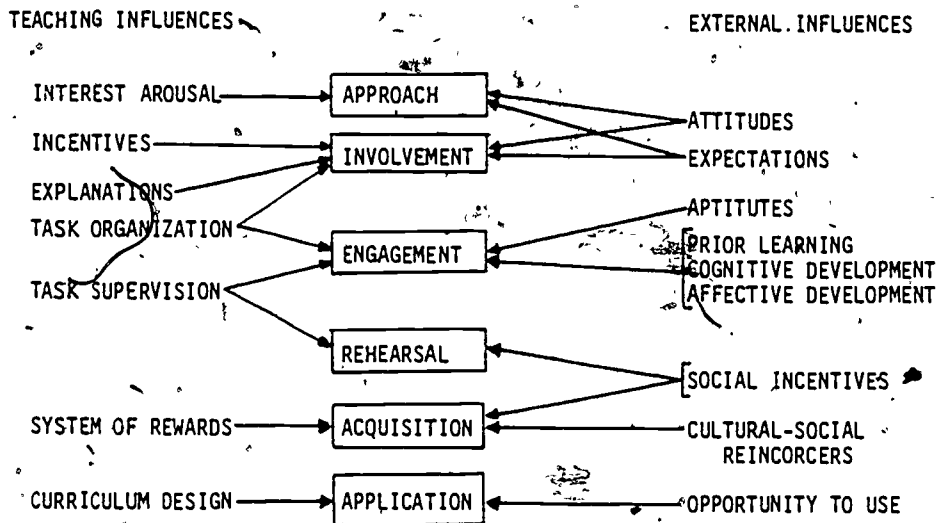 TEACHING INFLUENCES
EXTERNAL. INFLUENCES
INTEREST AROUSAL
APPROACH
ATTITUDES
INCENTIVES
INVOLVEMENT
EXPECTATIONS
EXPLANATIONS
TASK ORGANIZATION
APTITUTES
ENGAGEMENT
PRIOR LEARNING
COGNITIVE DEVELOPMENT
AFFECTIVE DEVELOPMENT
TASK SUPERVISION
REHEARSAL
SOCIAL INCENTIVES
SYSTEM OF REWARDS
ACQUISITION
CULTURAL-SOCIAL
REINCORCERS
CURRICULUM DESIGN
APPLICATION
OPPORTUNITY TO USE